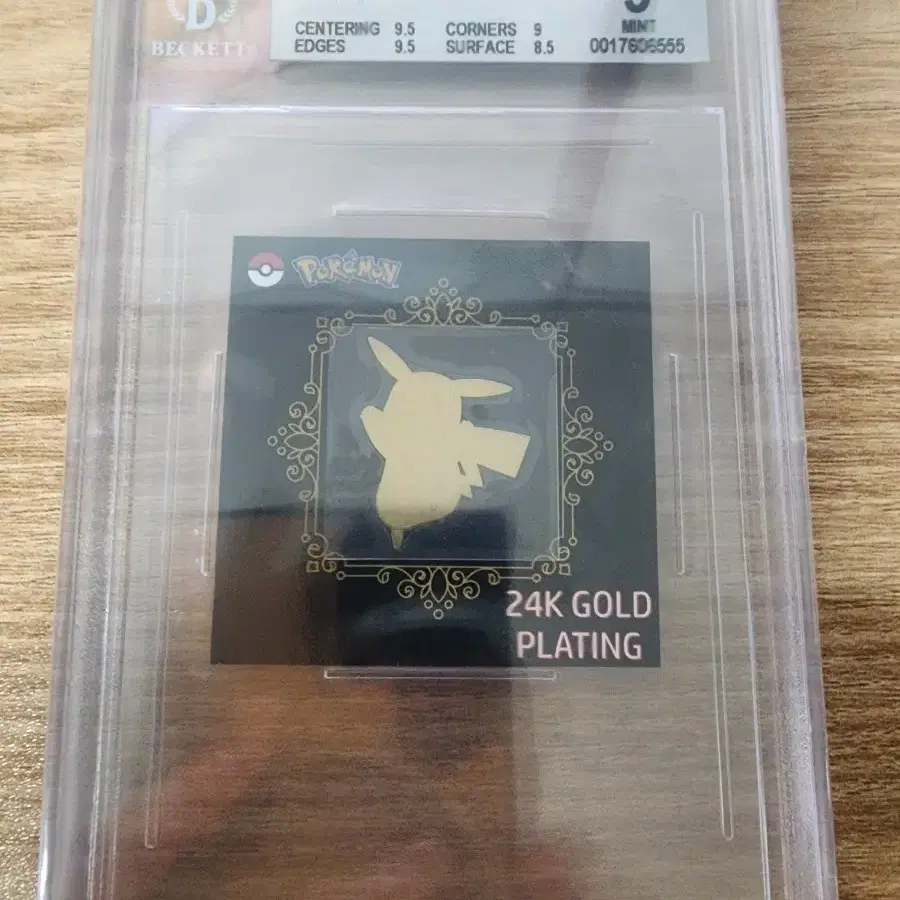 BECKETT
CENTERING 9.5 CORNERS 9
EDGES 9.5 SURFACE 8.5
MINT
0017606555
POKéMON
24K GOLD
PLATING